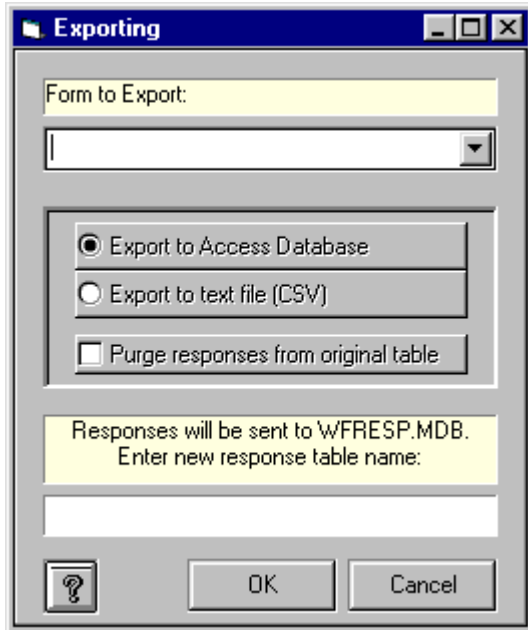 Exporting
Form to Export:
Export to Access Database
Export to text file (CSV)
Purge responses from original table
Responses will be sent to WFRESP.MDB.
Enter new response table name:
?
OK
Cancel